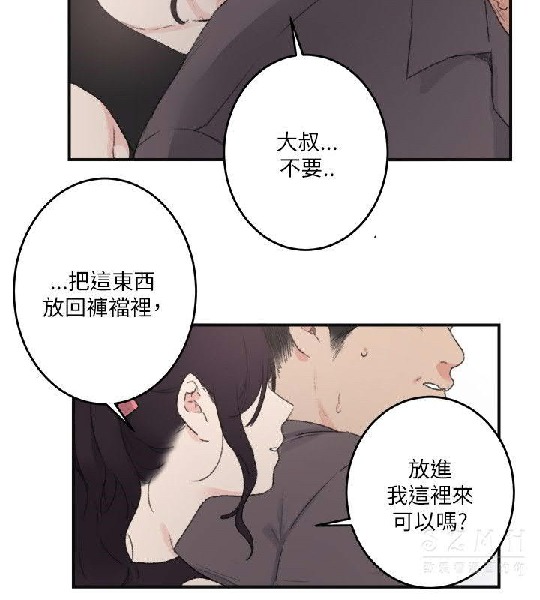 大叔...
不要..
...把這東西
放回褲襠裡,
放進
我這裡來
可以嗎?